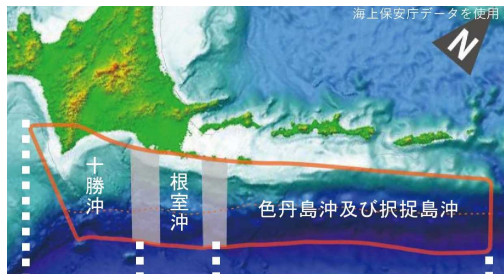 海上保安庁データを使用
N
十勝沖
根室沖
色丹島沖及び択捉島沖